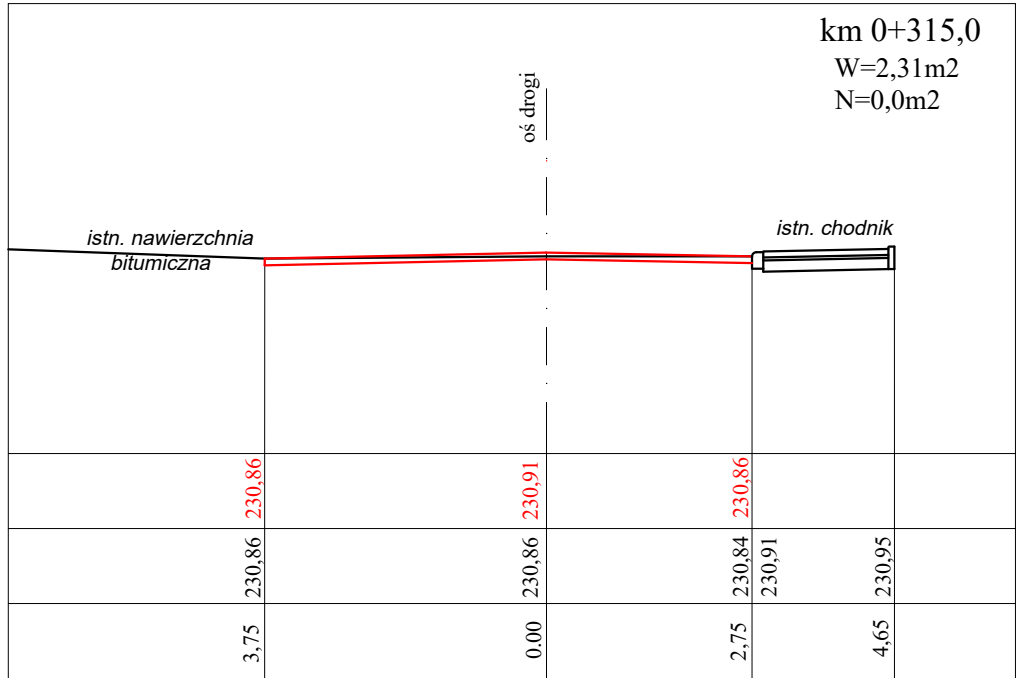 km 0+315,0
W=2,31m2
N=0,0m2
oś drogi
istn. nawierzchnia
bitumiczna
istn. chodnik
230,86 230,91 230,86
230,86 230,86 230,84 230,91 230,95
3,75 0.00 2,75 4,65